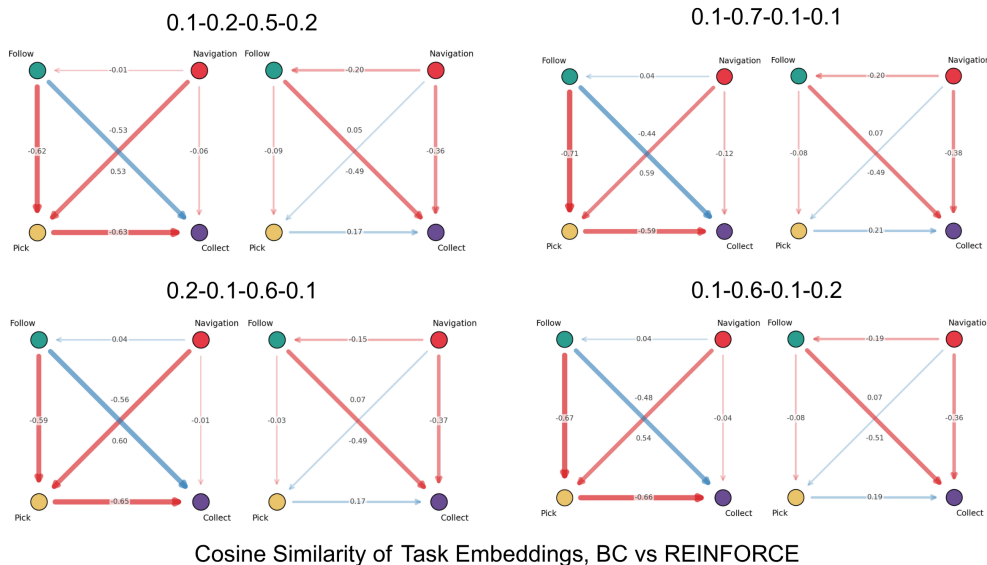 0.1-0.2-0.5-0.2
Follow Navigation Follow Navigation
-0.01 -0.20
-0.53 0.05
-0.62 -0.06 -0.09 -0.36
0.53 -0.49
-0.63 0.17
Pick Collect Pick Collect
0.1-0.7-0.1-0.1
Follow Navigation Follow Navigation
0.04 -0.20
-0.44 0.07
-0.71 -0.12 -0.08 -0.38
0.59 -0.49
-0.59 0.21
Pick Collect Pick Collect
0.2-0.1-0.6-0.1
Follow Navigation Follow Navigation
0.04 -0.15
-0.56 0.07
-0.59 -0.01 -0.03 -0.37
0.60 -0.49
-0.65 0.17
Pick Collect Pick Collect
0.1-0.6-0.1-0.2
Follow Navigation Follow Navigation
0.04 -0.19
-0.48 0.07
-0.67 -0.04 -0.08 -0.36
0.54 -0.51
-0.66 0.19
Pick Collect Pick Collect
Cosine Similarity of Task Embeddings, BC vs REINFORCE